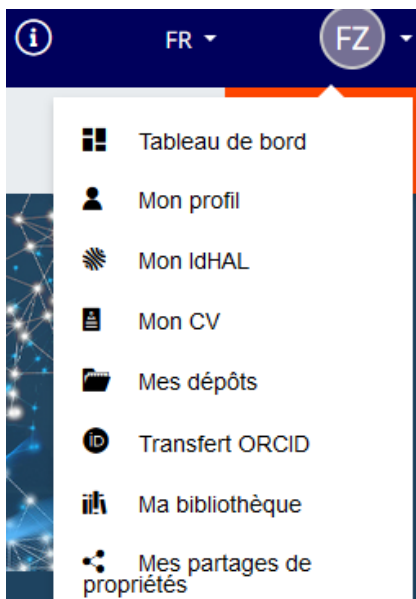 FR
FZ
Tableau de bord
Mon profil
Mon IdHAL
Mon CV
Mes dépôts
Transfert ORCID
Ma bibliothèque
Mes partages de
propriétés